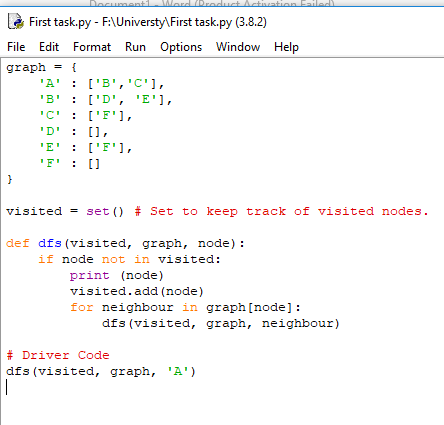 Document1 - Word (Product Activation Failed)
First task.py - F:\Universty\First task.py (3.8.2)
File Edit Format Run Options Window Help
graph = {
    'A' : ['B','C'],
    'B' : ['D', 'E'],
    'C' : ['F'],
    'D' : [],
    'E' : ['F'],
    'F' : []
}
visited = set() # Set to keep track of visited nodes.
def dfs(visited, graph, node):
    if node not in visited:
        print (node)
        visited.add(node)
        for neighbour in graph[node]:
            dfs(visited, graph, neighbour)
# Driver Code
dfs(visited, graph, 'A')